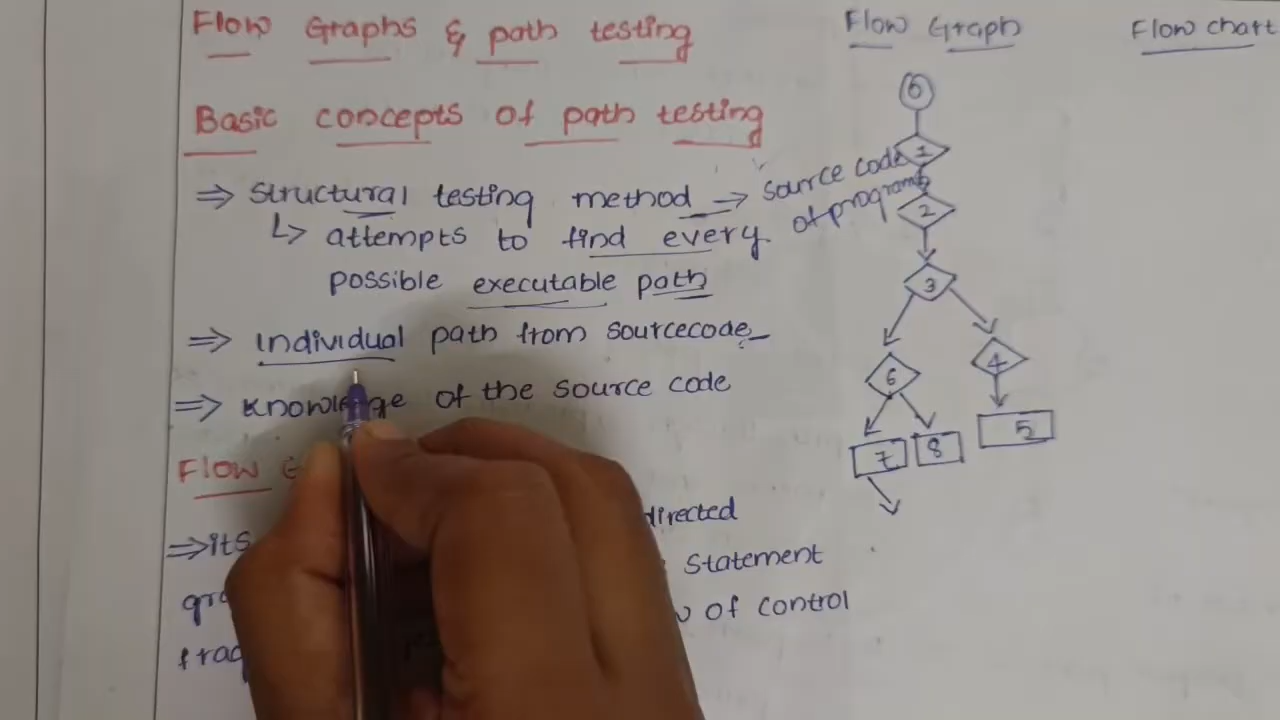 Flow Graphs & path testing
Basic concepts of path testing
⇒ structural testing method → source code of program
↳ attempts to find every
possible executable path
⇒ individual path from sourcecode
⇒ knowledge of the source code
Flow
⇒ its directed
statement
of control
Flow Graph
Flow chart
1
2
3
6
4
7
8
5